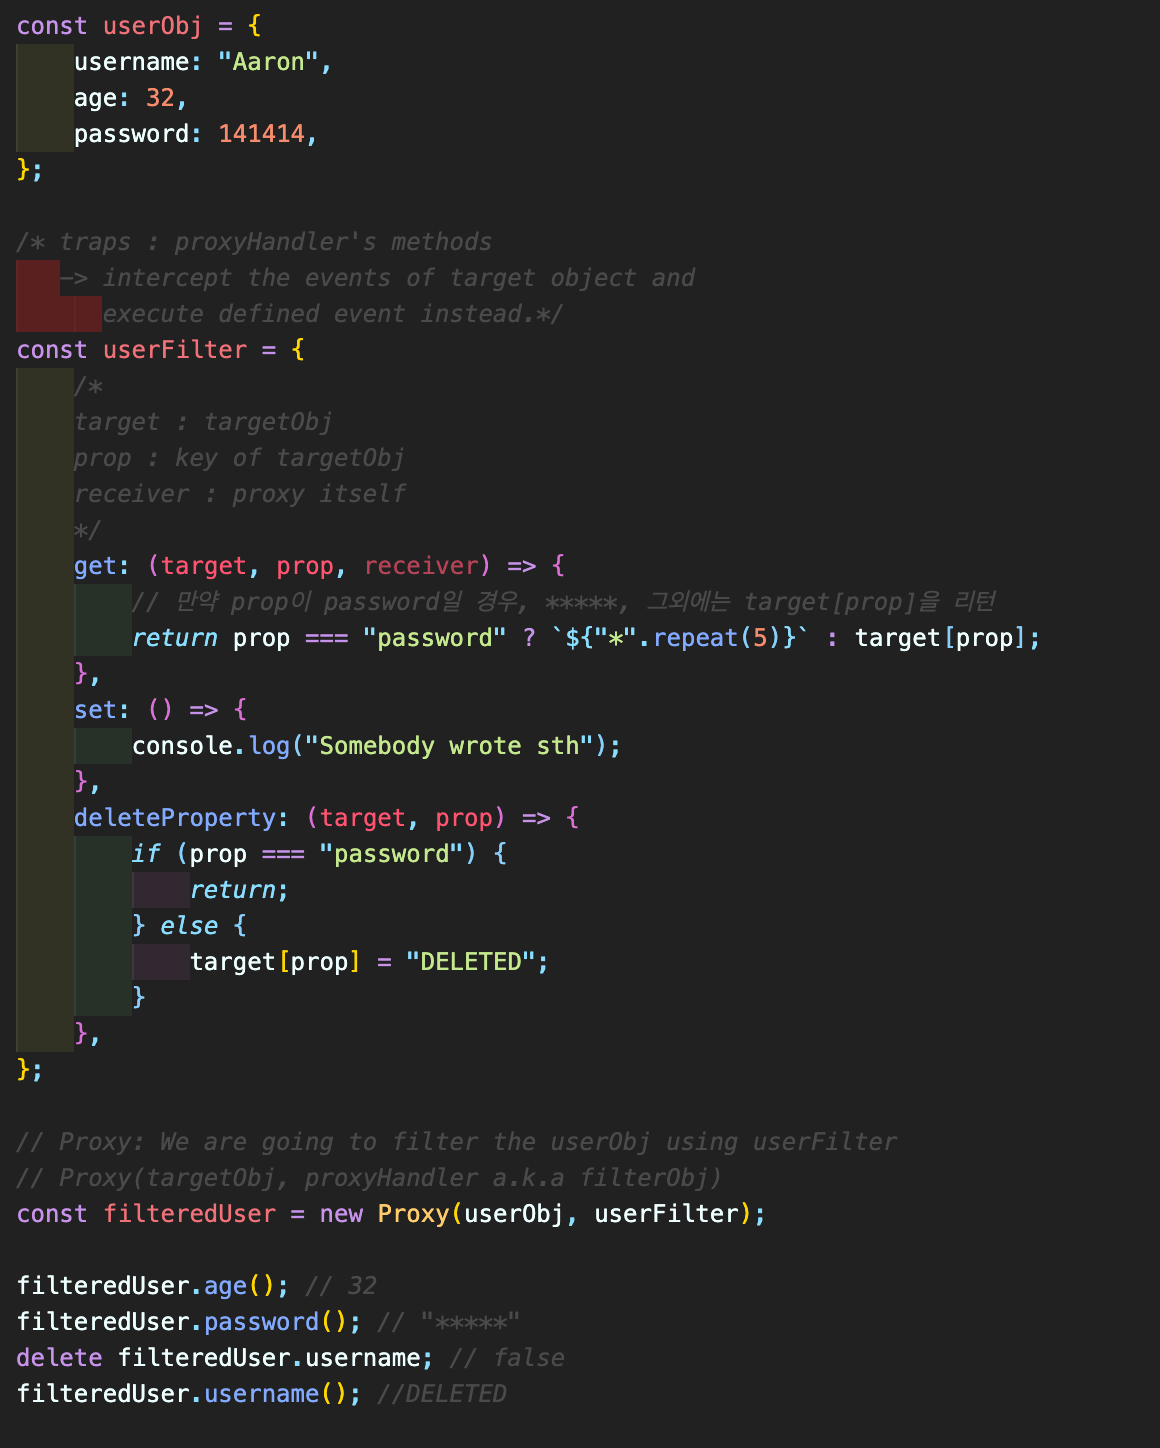 const userObj = {
    username: "Aaron",
    age: 32,
    password: 141414,
};

/* traps : proxyHandler's methods
   -> intercept the events of target object and
      execute defined event instead.*/
const userFilter = {
    /*
    target : targetObj
    prop : key of targetObj
    receiver : proxy itself
    */
    get: (target, prop, receiver) => {
        // 만약 prop이 password일 경우, *****, 그외에는 target[prop]을 리턴
        return prop === "password" ? `${"*".repeat(5)}` : target[prop];
    },
    set: () => {
        console.log("Somebody wrote sth");
    },
    deleteProperty: (target, prop) => {
        if (prop === "password") {
            return;
        } else {
            target[prop] = "DELETED";
        }
    },
};

// Proxy: We are going to filter the userObj using userFilter
// Proxy(targetObj, proxyHandler a.k.a filterObj)
const filteredUser = new Proxy(userObj, userFilter);

filteredUser.age(); // 32
filteredUser.password(); // "*****"
delete filteredUser.username; // false
filteredUser.username(); //DELETED